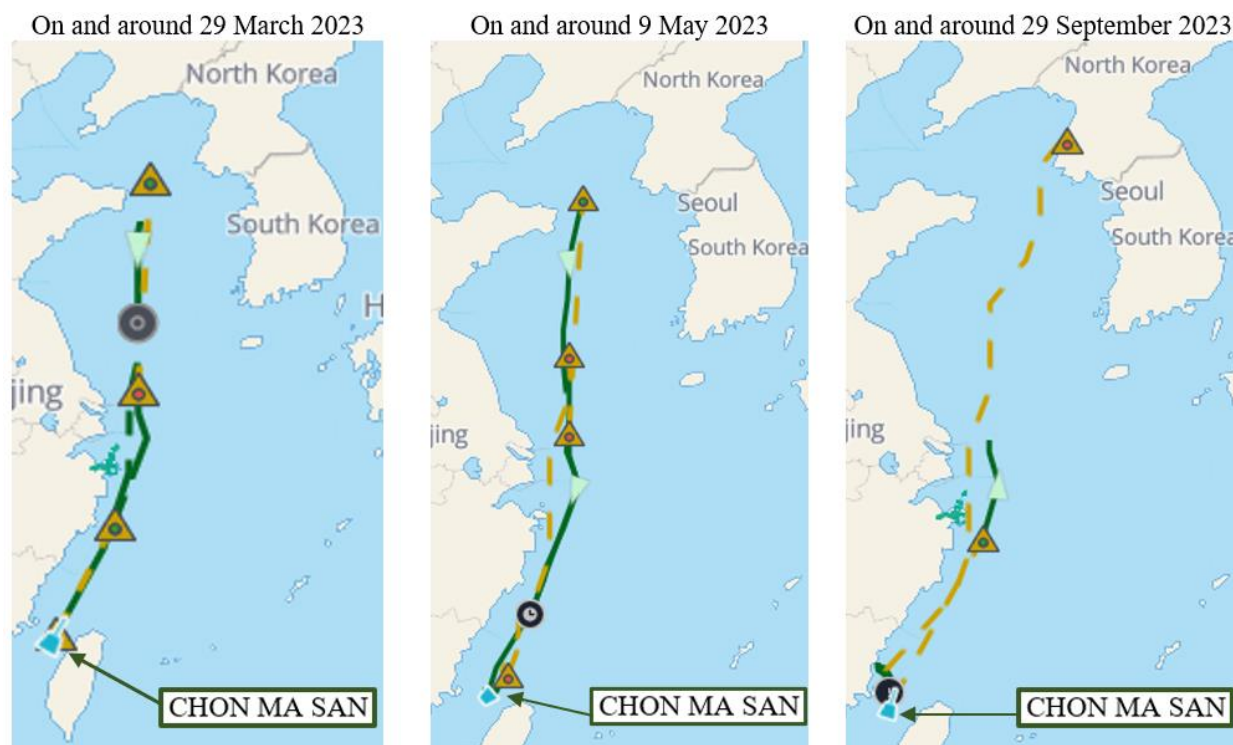 On and around 29 March 2023
North Korea
South Korea
H
jing
CHON MA SAN
On and around 9 May 2023
North Korea
Seoul
South Korea
jing
CHON MA SAN
On and around 29 September 2023
North Korea
Seoul
South Korea
jing
CHON MA SAN